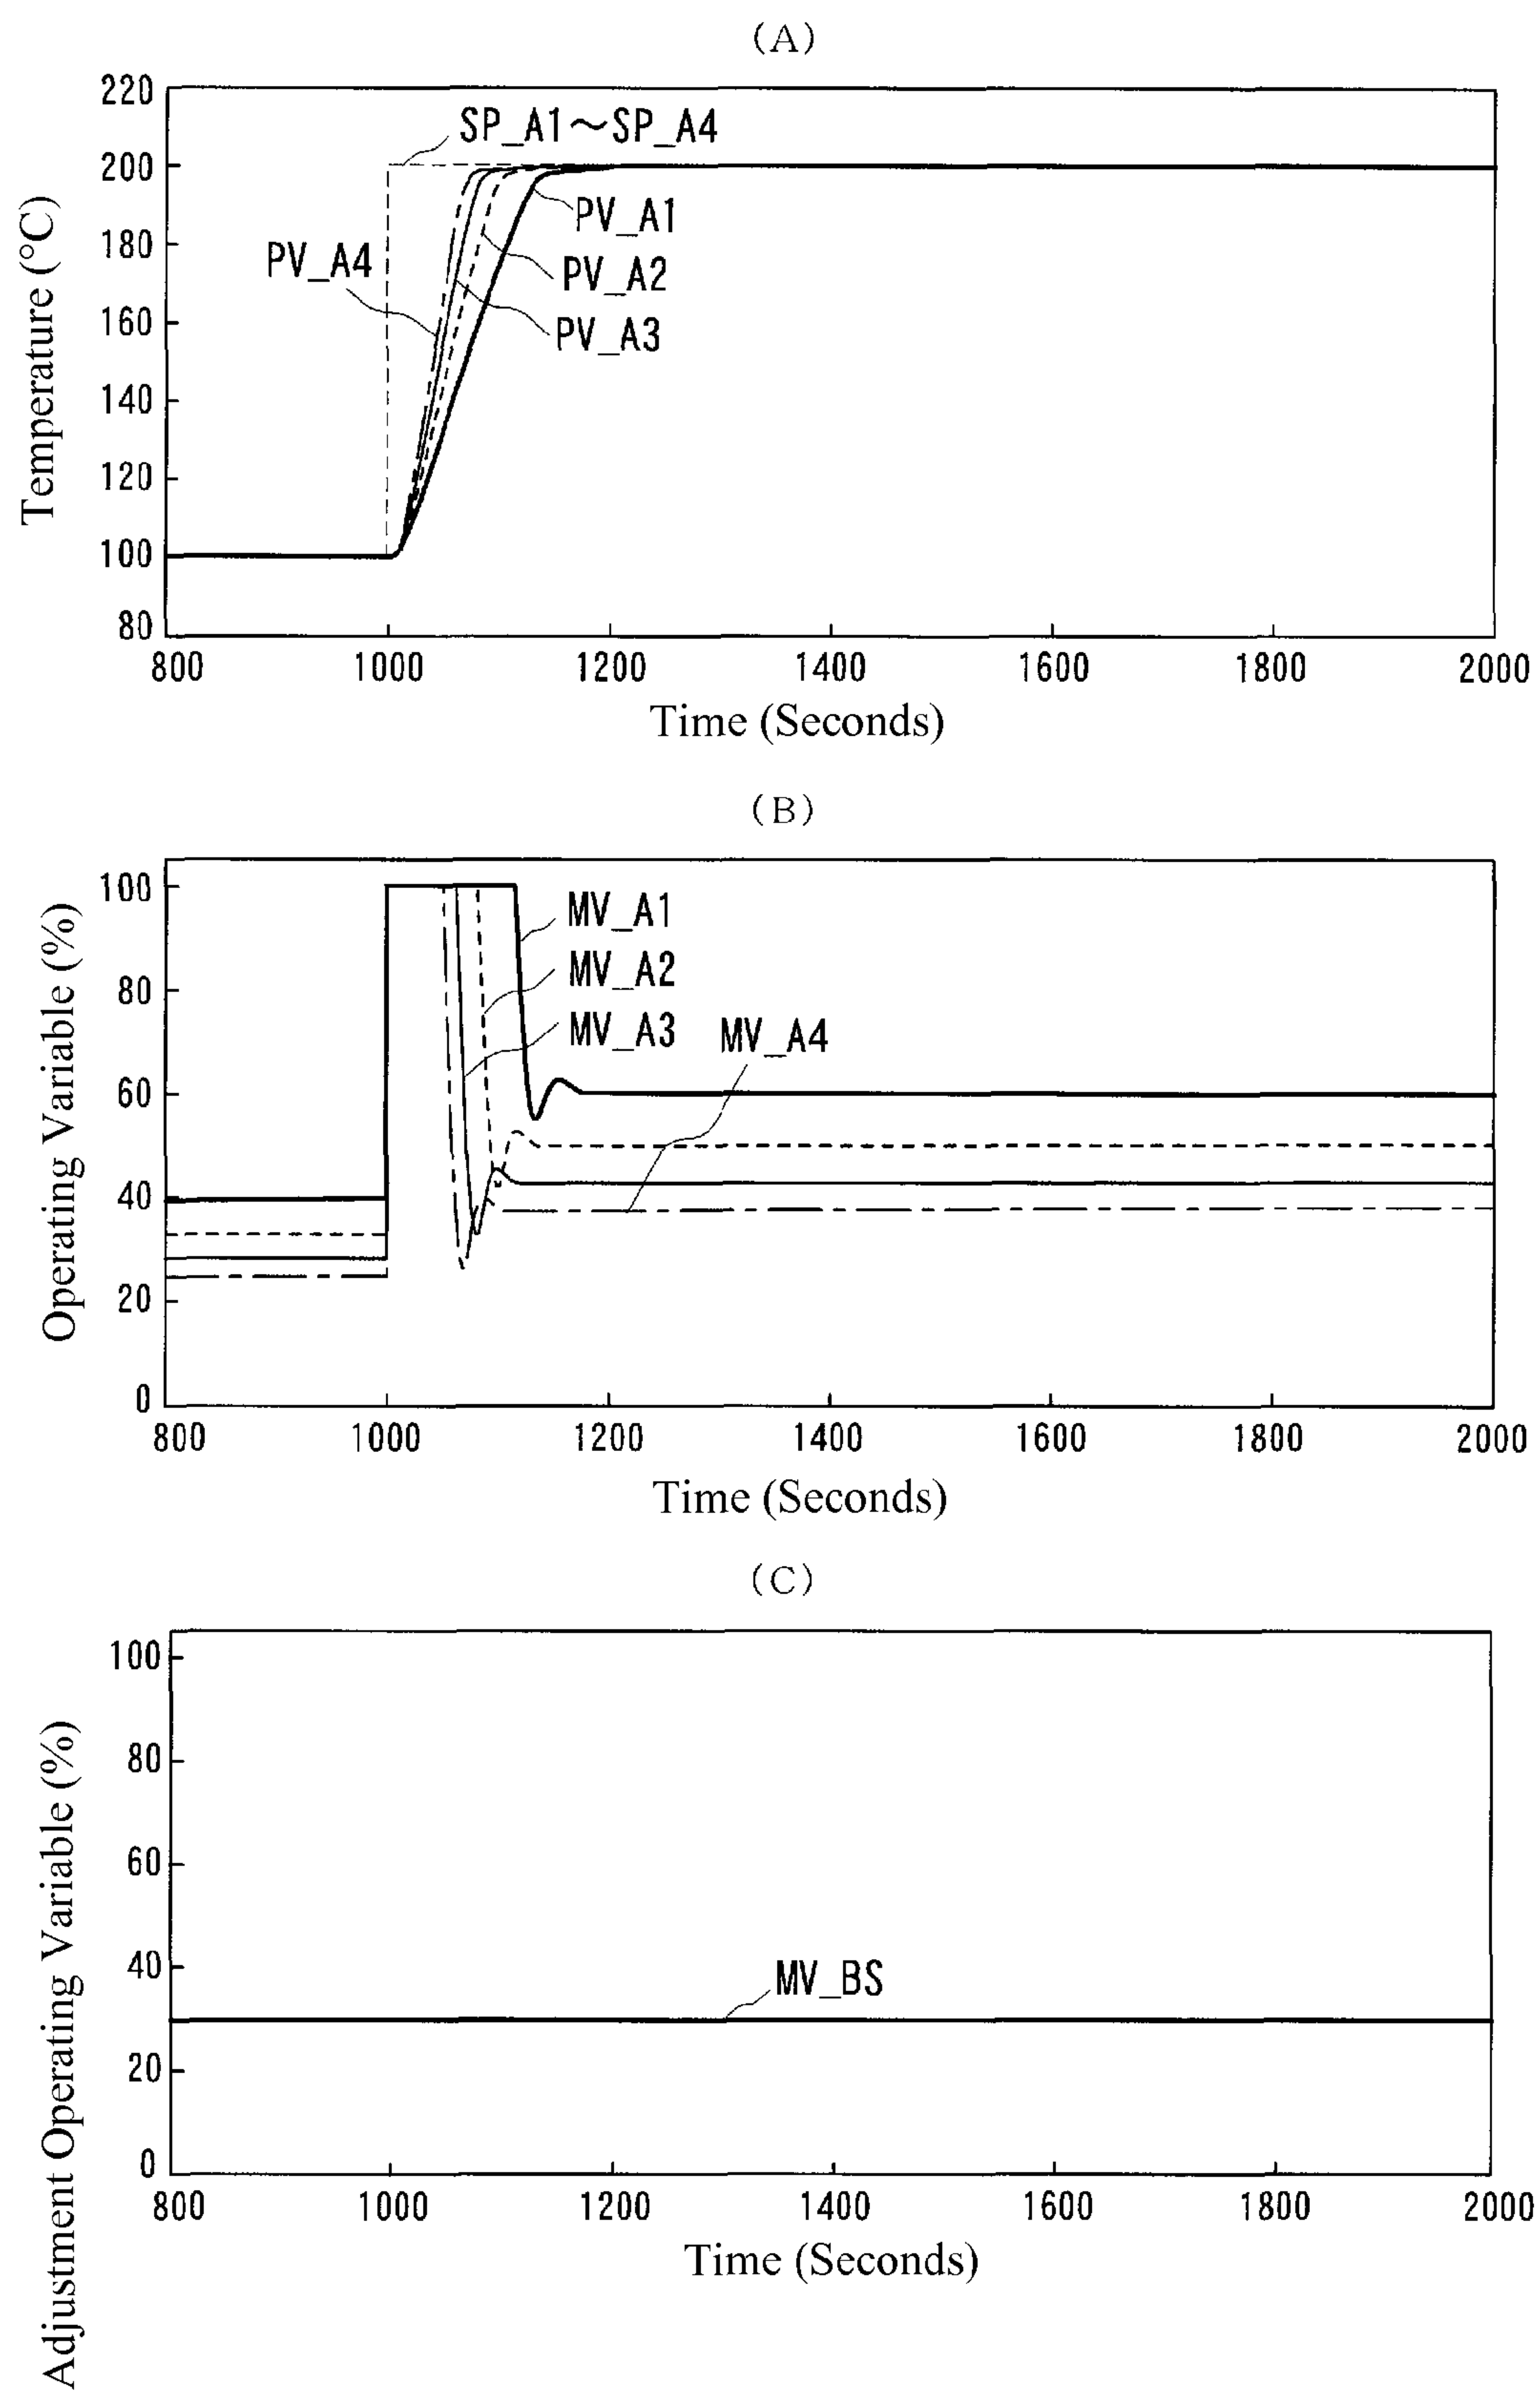 (A)
220
200
180
160
140
120
100
80
Temperature (°C)
SP_A1～SP_A4
PV_A1
PV_A4
PV_A2
PV_A3
800 1000 1200 1400 1600 1800 2000
Time (Seconds)
(B)
100
80
60
40
20
0
Operating Variable (%)
MV_A1
MV_A2
MV_A3
MV_A4
800 1000 1200 1400 1600 1800 2000
Time (Seconds)
(C)
100
80
60
40
20
0
Adjustment Operating Variable (%)
MV_BS
800 1000 1200 1400 1600 1800 2000
Time (Seconds)